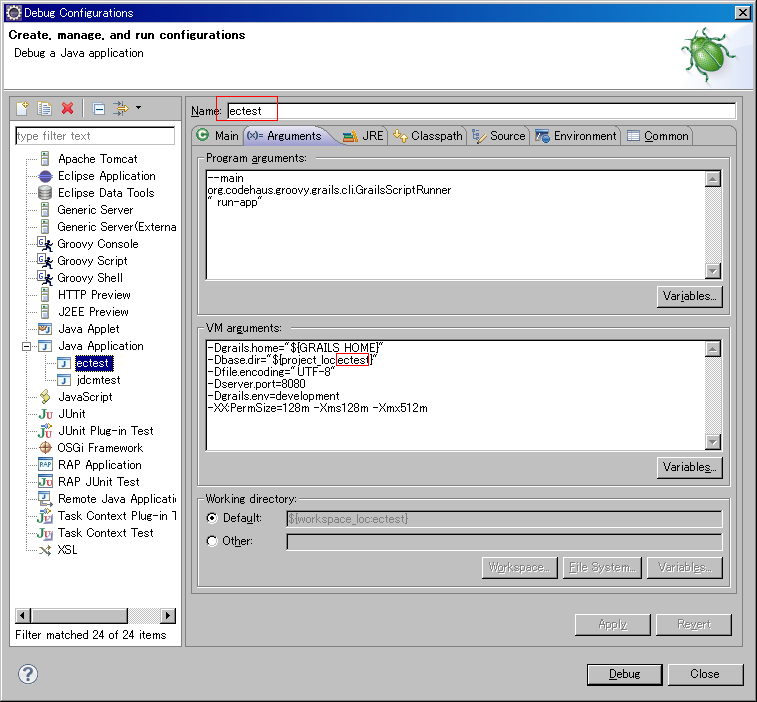 Debug Configurations
Create, manage, and run configurations
Debug a Java application
Name: ectest
type filter text
Main
(x)= Arguments
JRE
Classpath
Source
Environment
Common
Apache Tomcat
Eclipse Application
Eclipse Data Tools
Generic Server
Generic Server(Externa
Groovy Console
Groovy Script
Groovy Shell
HTTP Preview
J2EE Preview
Java Applet
Java Application
ectest
jdcmtest
JavaScript
JUnit
JUnit Plug-in Test
OSGi Framework
RAP Application
RAP JUnit Test
Remote Java Applicati
Task Context Plug-in T
Task Context Test
XSL
Filter matched 24 of 24 items
Program arguments:
--main
org.codehaus.groovy.grails.cli.GrailsScriptRunner
" run-app"
Variables...
VM arguments:
-Dgrails.home="${GRAILS_HOME}"
-Dbase.dir="${project_loc:ectest}"
-Dfile.encoding="UTF-8"
-Dserver.port=8080
-Dgrails.env=development
-XX:PermSize=128m -Xms128m -Xmx512m
Variables...
Working directory:
Default: ${workspace_loc:ectest}
Other:
Workspace... File System... Variables...
Apply Revert
? Debug Close